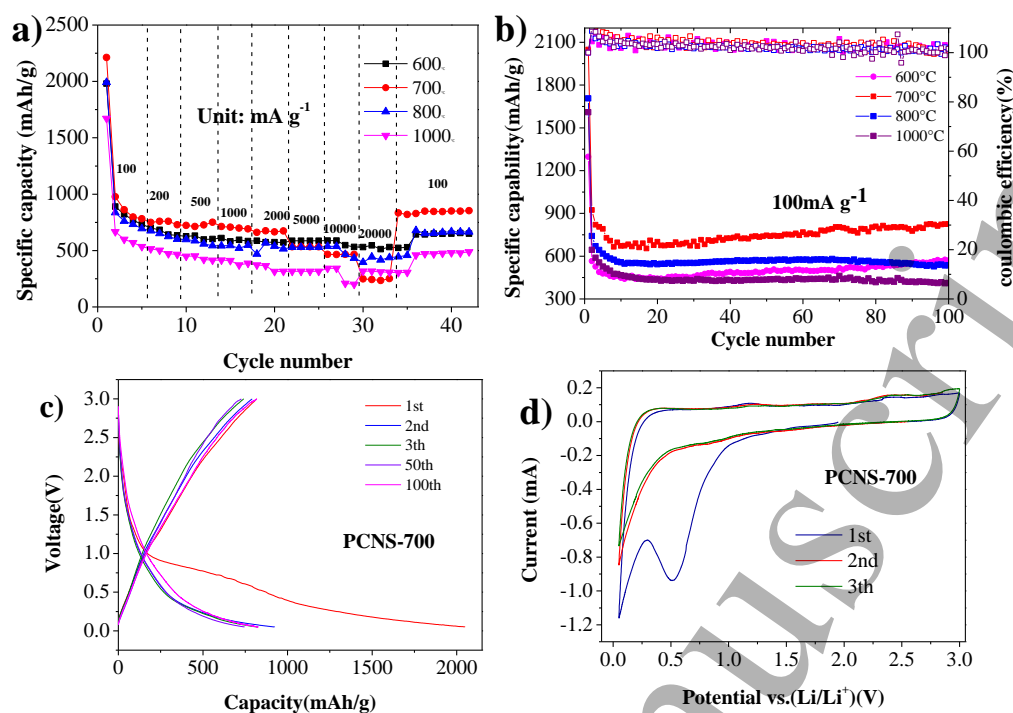 a)
2500
2000
1500
1000
500
0
0
10
20
30
40
Specific capacity (mAh/g)
Cycle number
Unit: mA g⁻¹
600
700
800
1000
100
200
500
1000
2000
5000
10000
20000
100
b)
2100
1950
1800
1650
1500
1350
1200
1050
900
750
600
450
300
0
20
40
60
80
100
100
80
60
40
20
0
Specific capability(mAh/g)
Cycle number
coulombic efficiency(%)
600°C
700°C
800°C
1000°C
100mA g⁻¹
c)
3.0
2.5
2.0
1.5
1.0
0.5
0.0
0
500
1000
1500
2000
Voltage(V)
Capacity(mAh/g)
1st
2nd
3th
50th
100th
PCNS-700
d)
0.2
0.0
-0.2
-0.4
-0.6
-0.8
-1.0
-1.2
0.0
0.5
1.0
1.5
2.0
2.5
3.0
Current (mA)
Potential vs.(Li/Li⁺)(V)
PCNS-700
1st
2nd
3th
nuscri